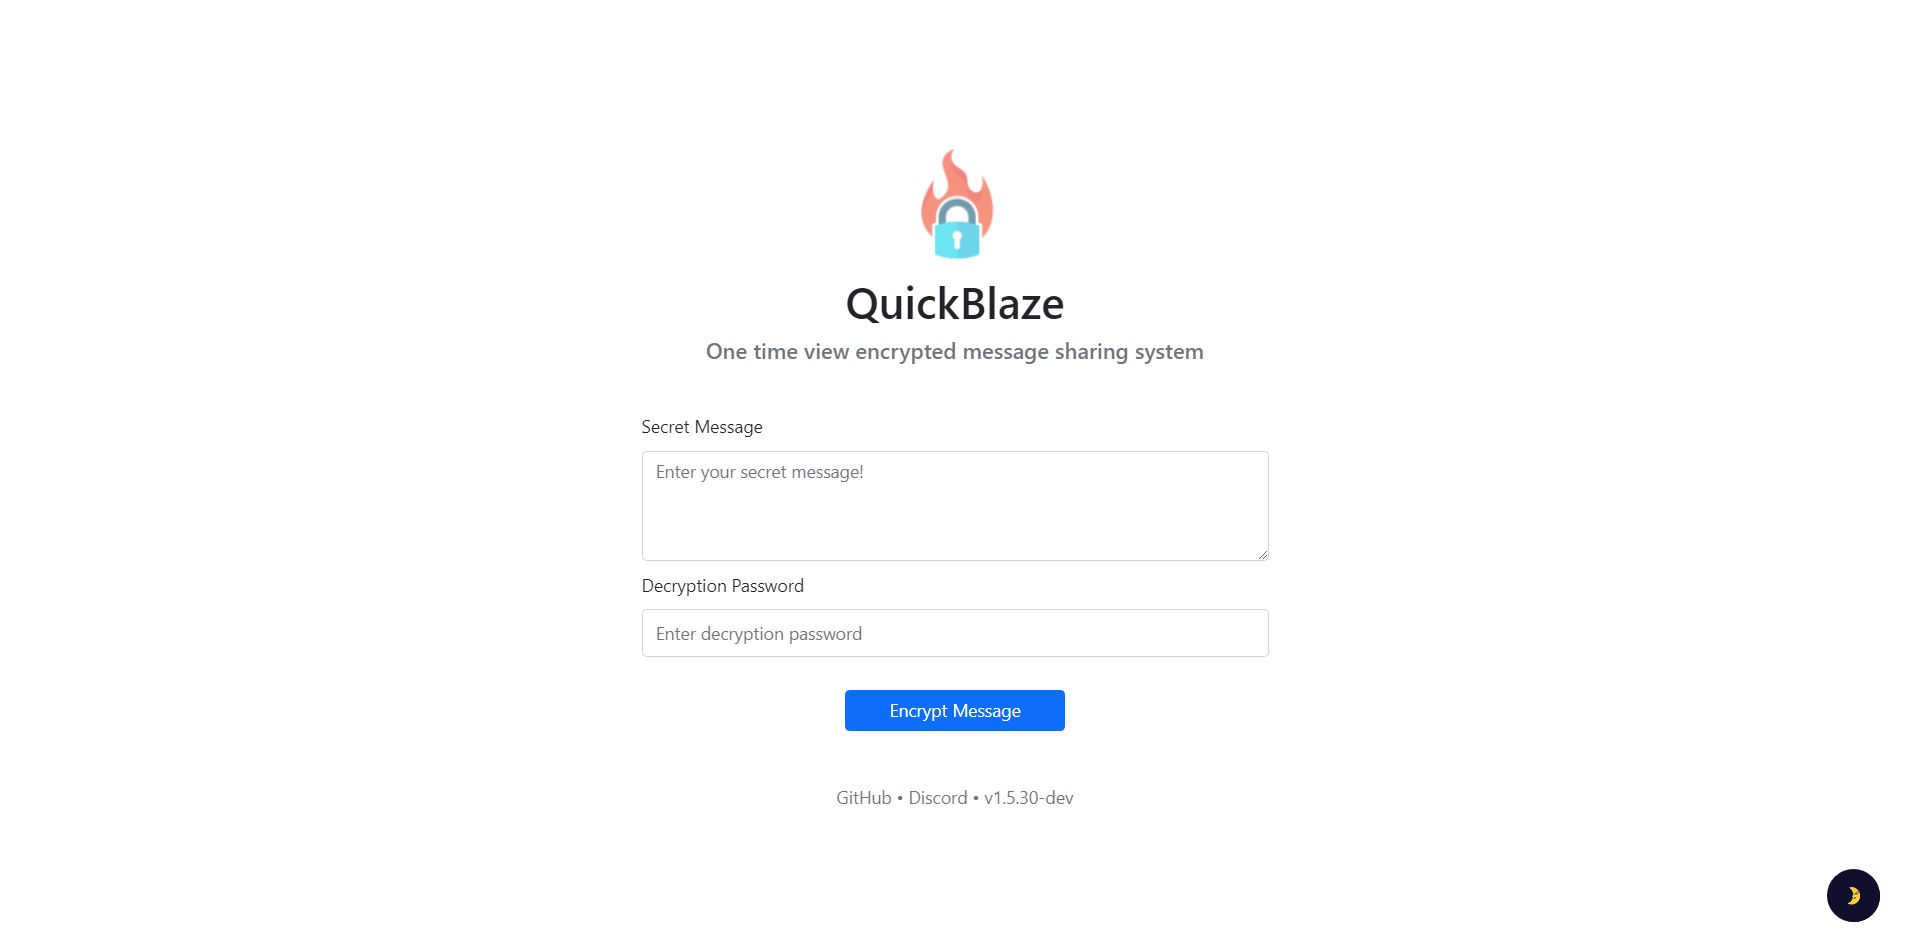 QuickBlaze
One time view encrypted message sharing system
Secret Message
Enter your secret message!
Decryption Password
Enter decryption password
Encrypt Message
GitHub • Discord • v1.5.30-dev